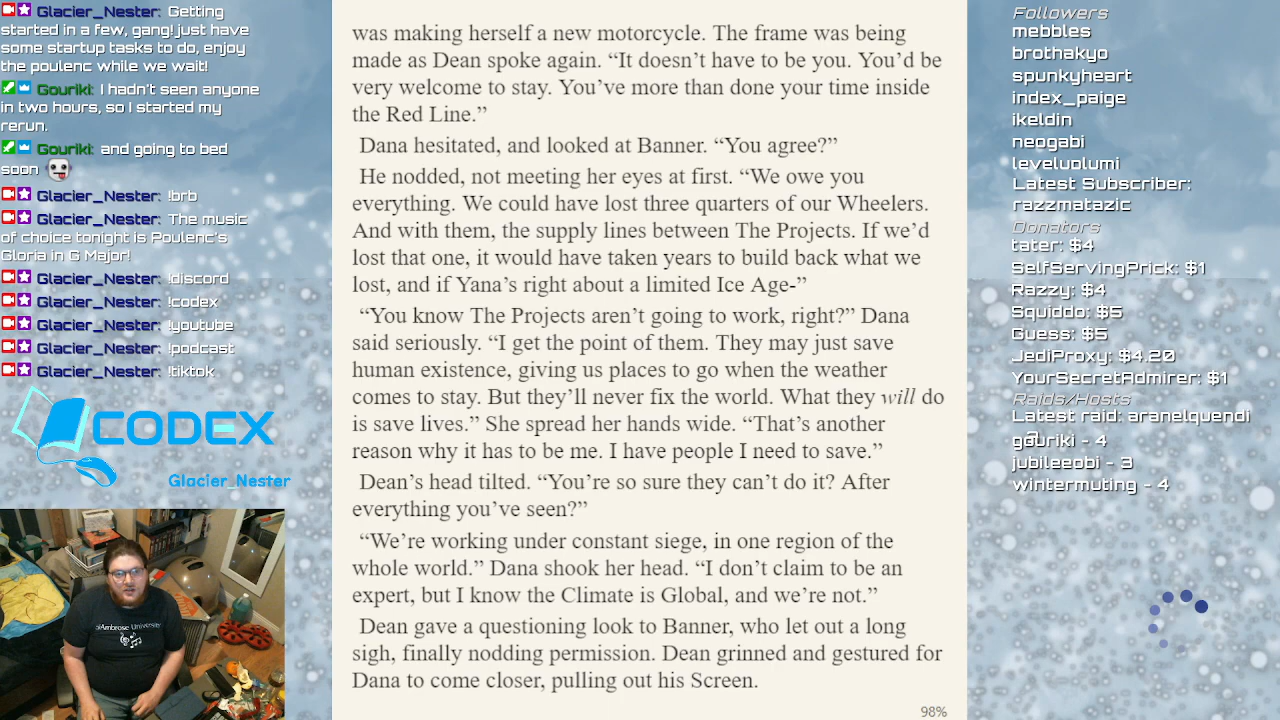 Glacier_Nester: Getting
started in a few, gang! just have
some startup tasks to do, enjoy
the poulenc while we wait!
Gouriki: I hadn't seen anyone
in two hours, so I started my
rerun.
Gouriki: and going to bed
soon
Glacier_Nester: !brb
Glacier_Nester: The music
of choice tonight is Poulenc's
Gloria in G Major!
Glacier_Nester: !discord
Glacier_Nester: !codex
Glacier_Nester: !youtube
Glacier_Nester: !podcast
Glacier_Nester: !tiktok
CODEX
Glacier_Nester
Ambrose University
was making herself a new motorcycle. The frame was being
made as Dean spoke again. “It doesn’t have to be you. You’d be
very welcome to stay. You’ve more than done your time inside
the Red Line.”
Dana hesitated, and looked at Banner. “You agree?”
He nodded, not meeting her eyes at first. “We owe you
everything. We could have lost three quarters of our Wheelers.
And with them, the supply lines between The Projects. If we’d
lost that one, it would have taken years to build back what we
lost, and if Yana’s right about a limited Ice Age-”
“You know The Projects aren’t going to work, right?” Dana
said seriously. “I get the point of them. They may just save
human existence, giving us places to go when the weather
comes to stay. But they’ll never fix the world. What they will do
is save lives.” She spread her hands wide. “That’s another
reason why it has to be me. I have people I need to save.”
Dean’s head tilted. “You’re so sure they can’t do it? After
everything you’ve seen?”
“We’re working under constant siege, in one region of the
whole world.” Dana shook her head. “I don’t claim to be an
expert, but I know the Climate is Global, and we’re not.”
Dean gave a questioning look to Banner, who let out a long
sigh, finally nodding permission. Dean grinned and gestured for
Dana to come closer, pulling out his Screen.
98%
Followers
mebbles
brothakyo
spunkyheart
index_paige
ikeldin
neogabi
leveluolumi
Latest Subscriber:
razzmatazic
Donators
tater: $4
SelfServingPrick: $1
Razzy: $4
Squiddo: $5
Guess: $5
JediProxy: $4.20
YourSecretAdmirer: $1
Raids/Hosts
Latest raid: aranelquendi
gouriki - 4
jubileeobi - 3
wintermuting - 4